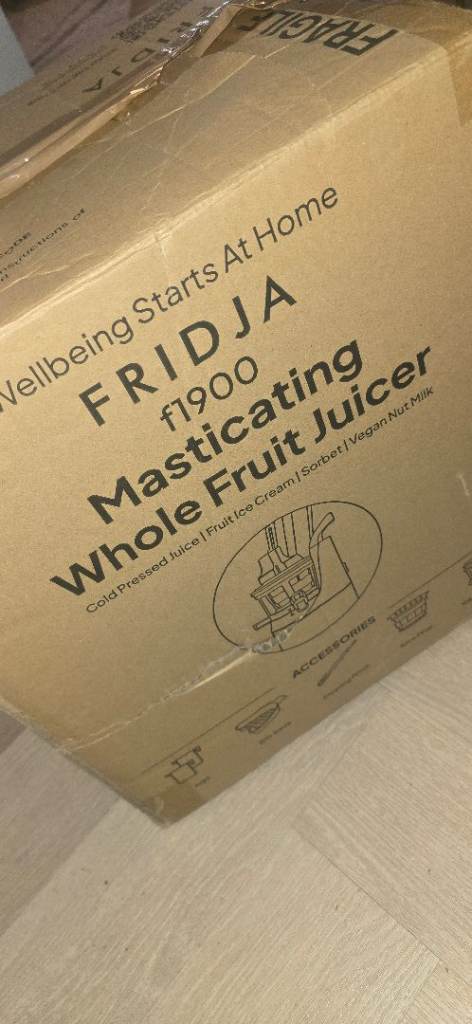 FRAGILE
FRIDJA
Wellbeing Starts At Home
FRIDJA
f1900
Masticating
Whole Fruit Juicer
Cold Pressed Juice | Fruit Ice Cream | Sorbet | Vegan Nut Milk
ACCESSORIES